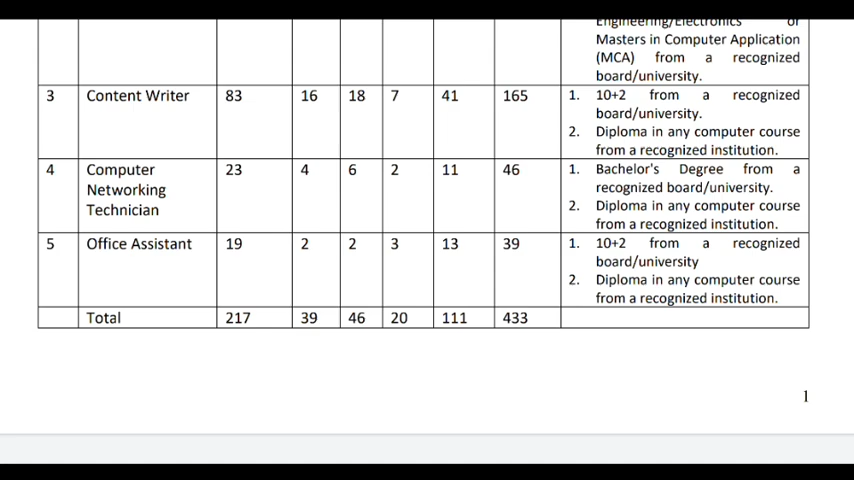 Engineering/Electronics or
Masters in Computer Application
(MCA) from a recognized
board/university.
3 Content Writer 83 16 18 7 41 165 1. 10+2 from a recognized
board/university.
2. Diploma in any computer course
from a recognized institution.
4 Computer 23 4 6 2 11 46 1. Bachelor's Degree from a
Networking recognized board/university.
Technician 2. Diploma in any computer course
from a recognized institution.
5 Office Assistant 19 2 2 3 13 39 1. 10+2 from a recognized
board/university
2. Diploma in any computer course
from a recognized institution.
Total 217 39 46 20 111 433
1